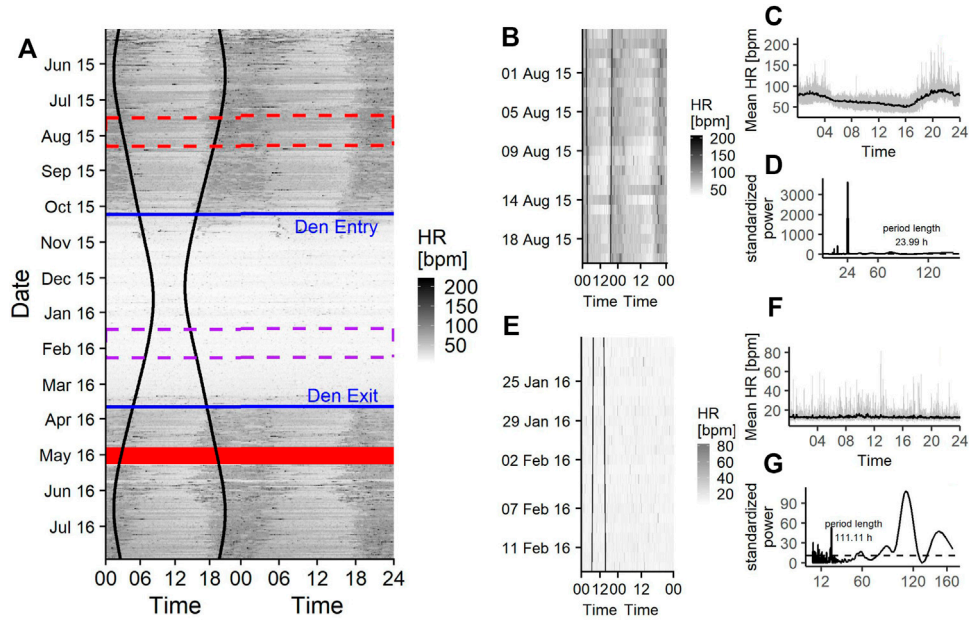 A
Date
Jun 15
Jul 15
Aug 15
Sep 15
Oct 15
Nov 15
Dec 15
Jan 16
Feb 16
Mar 16
Apr 16
May 16
Jun 16
Jul 16
Den Entry
Den Exit
00 06 12 18 00 06 12 18 24
Time Time
HR
[bpm]
200
150
100
50
B
01 Aug 15
05 Aug 15
09 Aug 15
14 Aug 15
18 Aug 15
00 1200 12 00
Time Time
HR
[bpm]
200
150
100
50
C
Mean HR [bpm
200
150
100
50
04 08 12 16 20 24
Time
D
standardized
power
3000
2000
1000
0
period length
23.99 h
24 60 120
E
25 Jan 16
29 Jan 16
02 Feb 16
07 Feb 16
11 Feb 16
00 1200 12 00
Time Time
HR
[bpm]
80
60
40
20
F
Mean HR [bpm]
80
60
40
20
04 08 12 16 20 24
Time
G
standardized
power
90
60
30
0
period length
111.11 h
12 60 120 160